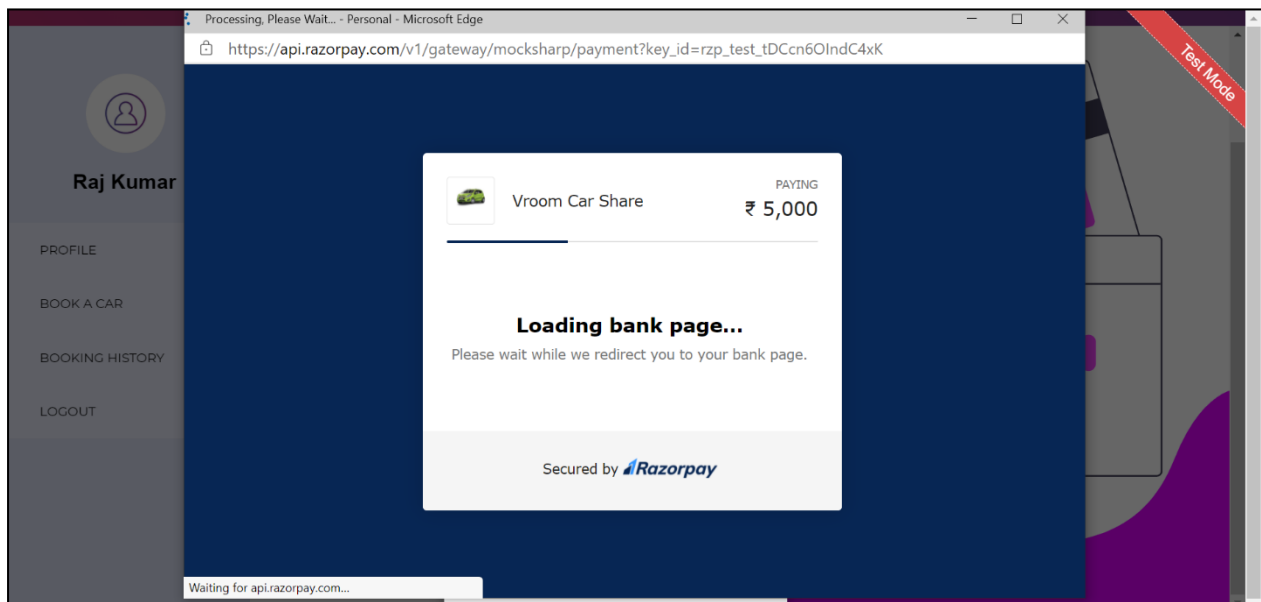 Processing, Please Wait... - Personal - Microsoft Edge
https://api.razorpay.com/v1/gateway/mocksharp/payment?key_id=rzp_test_tDCcn6OIndC4xK
Test Mode
Raj Kumar
PROFILE
BOOK A CAR
BOOKING HISTORY
LOGOUT
Vroom Car Share
PAYING
₹ 5,000
Loading bank page...
Please wait while we redirect you to your bank page.
Secured by Razorpay
Waiting for api.razorpay.com...